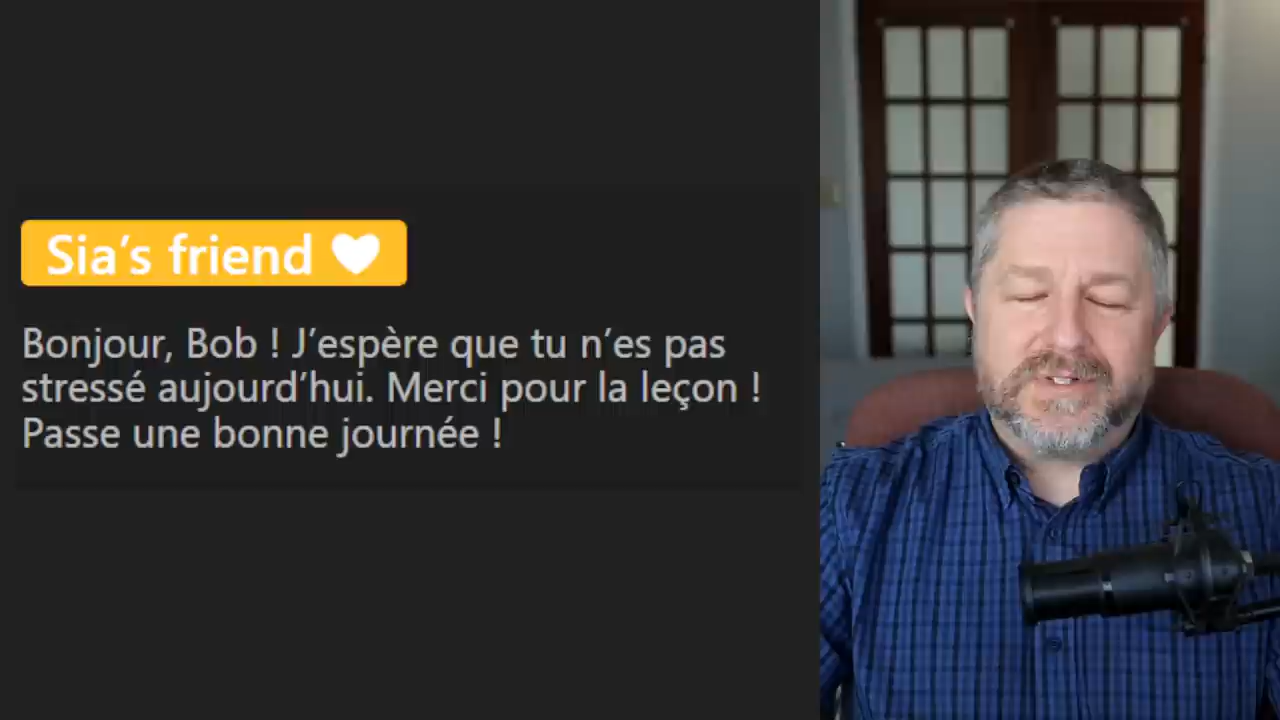 Sia’s friend 🤍
Bonjour, Bob ! J’espère que tu n’es pas
stressé aujourd’hui. Merci pour la leçon !
Passe une bonne journée !